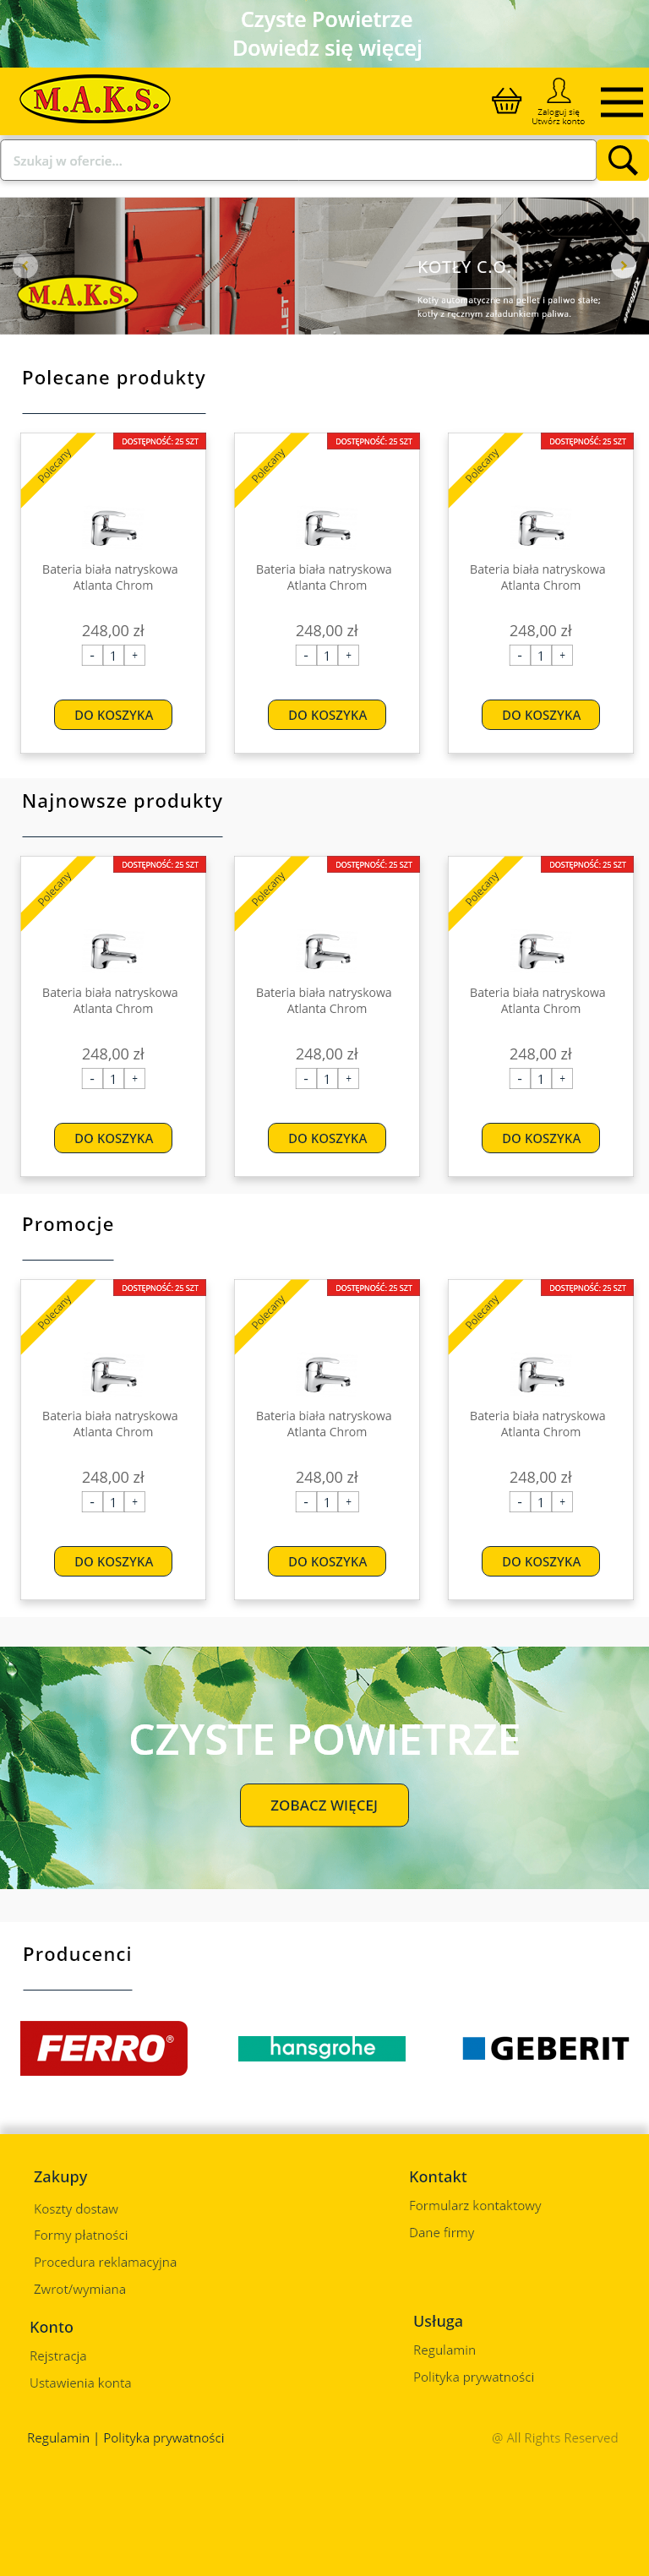 Czyste Powietrze
Dowiedz się więcej
M.A.K.S.
Zaloguj się
Utwórz konto
Szukaj w ofercie...
M.A.K.S.
KOTŁY C.O.
Kotły automatyczne na pellet i paliwo stałe;
kotły z ręcznym załadunkiem paliwa.
Polecane produkty
Polecany DOSTĘPNOŚĆ: 25 SZT
Bateria biała natryskowa
Atlanta Chrom
248,00 zł
- 1 +
DO KOSZYKA
Polecany DOSTĘPNOŚĆ: 25 SZT
Bateria biała natryskowa
Atlanta Chrom
248,00 zł
- 1 +
DO KOSZYKA
Polecany DOSTĘPNOŚĆ: 25 SZT
Bateria biała natryskowa
Atlanta Chrom
248,00 zł
- 1 +
DO KOSZYKA
Najnowsze produkty
Polecany DOSTĘPNOŚĆ: 25 SZT
Bateria biała natryskowa
Atlanta Chrom
248,00 zł
- 1 +
DO KOSZYKA
Polecany DOSTĘPNOŚĆ: 25 SZT
Bateria biała natryskowa
Atlanta Chrom
248,00 zł
- 1 +
DO KOSZYKA
Polecany DOSTĘPNOŚĆ: 25 SZT
Bateria biała natryskowa
Atlanta Chrom
248,00 zł
- 1 +
DO KOSZYKA
Promocje
Polecany DOSTĘPNOŚĆ: 25 SZT
Bateria biała natryskowa
Atlanta Chrom
248,00 zł
- 1 +
DO KOSZYKA
Polecany DOSTĘPNOŚĆ: 25 SZT
Bateria biała natryskowa
Atlanta Chrom
248,00 zł
- 1 +
DO KOSZYKA
Polecany DOSTĘPNOŚĆ: 25 SZT
Bateria biała natryskowa
Atlanta Chrom
248,00 zł
- 1 +
DO KOSZYKA
CZYSTE POWIETRZE
ZOBACZ WIĘCEJ
Producenci
FERRO®
hansgrohe
GEBERIT
Zakupy
Koszty dostaw
Formy płatności
Procedura reklamacyjna
Zwrot/wymiana
Kontakt
Formularz kontaktowy
Dane firmy
Konto
Rejstracja
Ustawienia konta
Usługa
Regulamin
Polityka prywatności
Regulamin | Polityka prywatności
@ All Rights Reserved